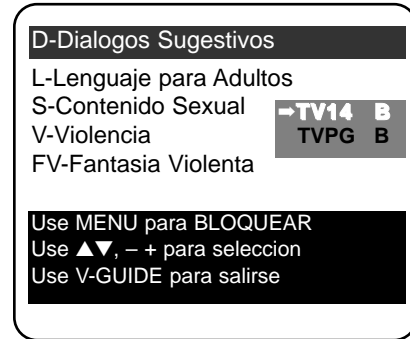 D-Dialogos Sugestivos
L-Lenguaje para Adultos
S-Contenido Sexual
➡TV14 B
V-Violencia
TVPG B
FV-Fantasia Violenta
Use MENU para BLOQUEAR
Use ▲▼, – + para seleccion
Use V-GUIDE para salirse